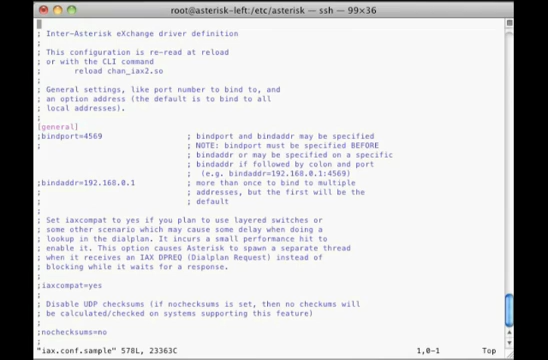 root@asterisk-left:/etc/asterisk — ssh — 99×36
;
; Inter-Asterisk eXchange driver definition
;
; This configuration is re-read at reload
; or with the CLI command
;       reload chan_iax2.so
;
; General settings, like port number to bind to, and
; an option address (the default is to bind to all
; local addresses).
;
[general]
;bindport=4569                  ; bindport and bindaddr may be specified
;                               ; NOTE: bindport must be specified BEFORE
                                ; bindaddr or may be specified on a specific
                                ; bindaddr if followed by colon and port
                                ;  (e.g. bindaddr=192.168.0.1:4569)
;bindaddr=192.168.0.1           ; more than once to bind to multiple
;                               ; addresses, but the first will be the
;                               ; default
;
; Set iaxcompat to yes if you plan to use layered switches or
; some other scenario which may cause some delay when doing a
; lookup in the dialplan. It incurs a small performance hit to
; enable it. This option causes Asterisk to spawn a separate thread
; when it receives an IAX DPREQ (Dialplan Request) instead of
; blocking while it waits for a response.
;
;iaxcompat=yes
;
; Disable UDP checksums (if nochecksums is set, then no checkums will
; be calculated/checked on systems supporting this feature)
;
;nochecksums=no
;
"iax.conf.sample" 578L, 23363C                    1,0-1         Top